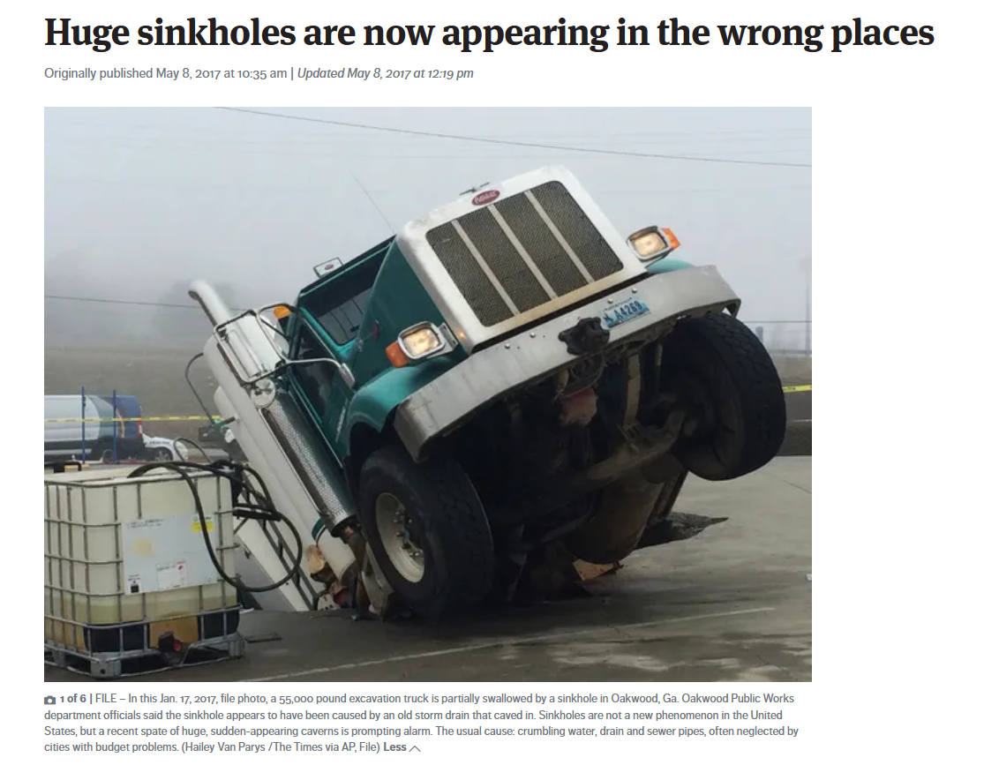 Huge sinkholes are now appearing in the wrong places
Originally published May 8, 2017 at 10:35 am | Updated May 8, 2017 at 12:19 pm
Peterbilt
A4269
1 of 6 | FILE – In this Jan. 17, 2017, file photo, a 55,000 pound excavation truck is partially swallowed by a sinkhole in Oakwood, Ga. Oakwood Public Works
department officials said the sinkhole appears to have been caused by an old storm drain that caved in. Sinkholes are not a new phenomenon in the United
States, but a recent spate of huge, sudden-appearing caverns is prompting alarm. The usual cause: crumbling water, drain and sewer pipes, often neglected by
cities with budget problems. (Hailey Van Parys /The Times via AP, File) Less